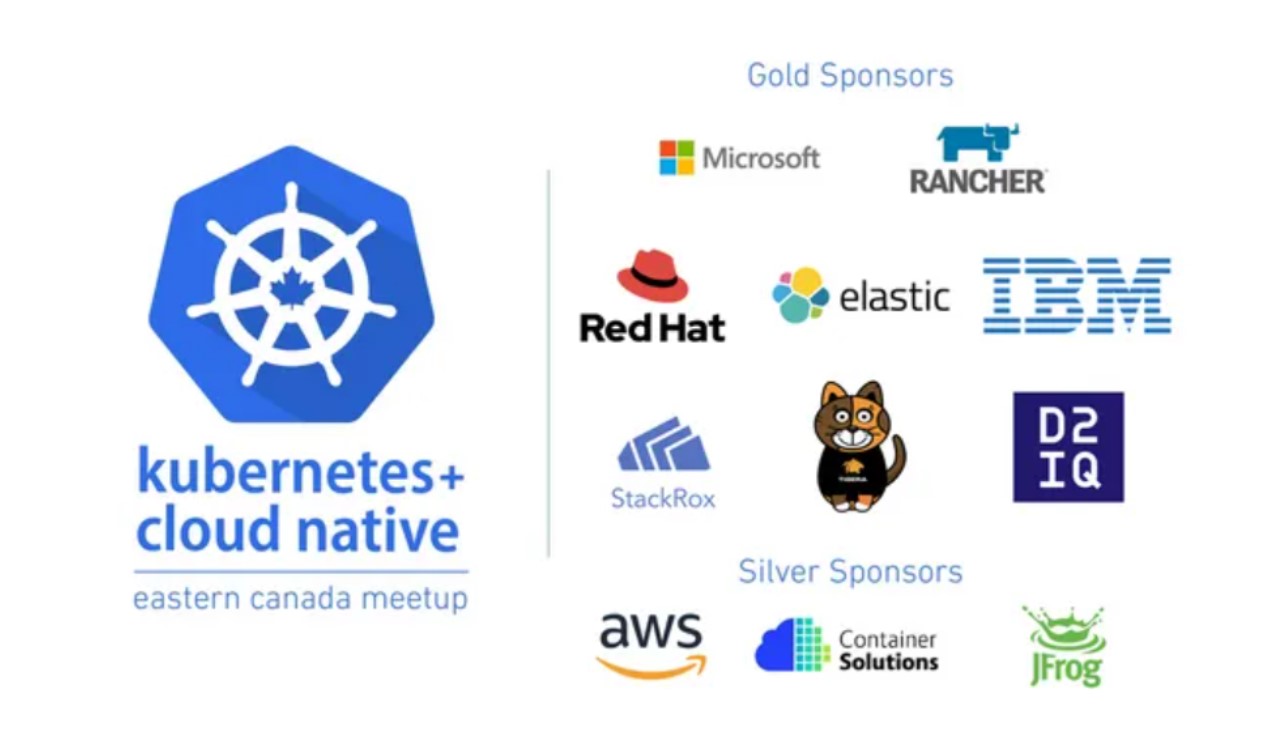 kubernetes+
cloud native
eastern canada meetup
Gold Sponsors
Microsoft
RANCHER
Red Hat
elastic
IBM
StackRox
TIGERA
D2
IQ
Silver Sponsors
aws
Container
Solutions
JFrog